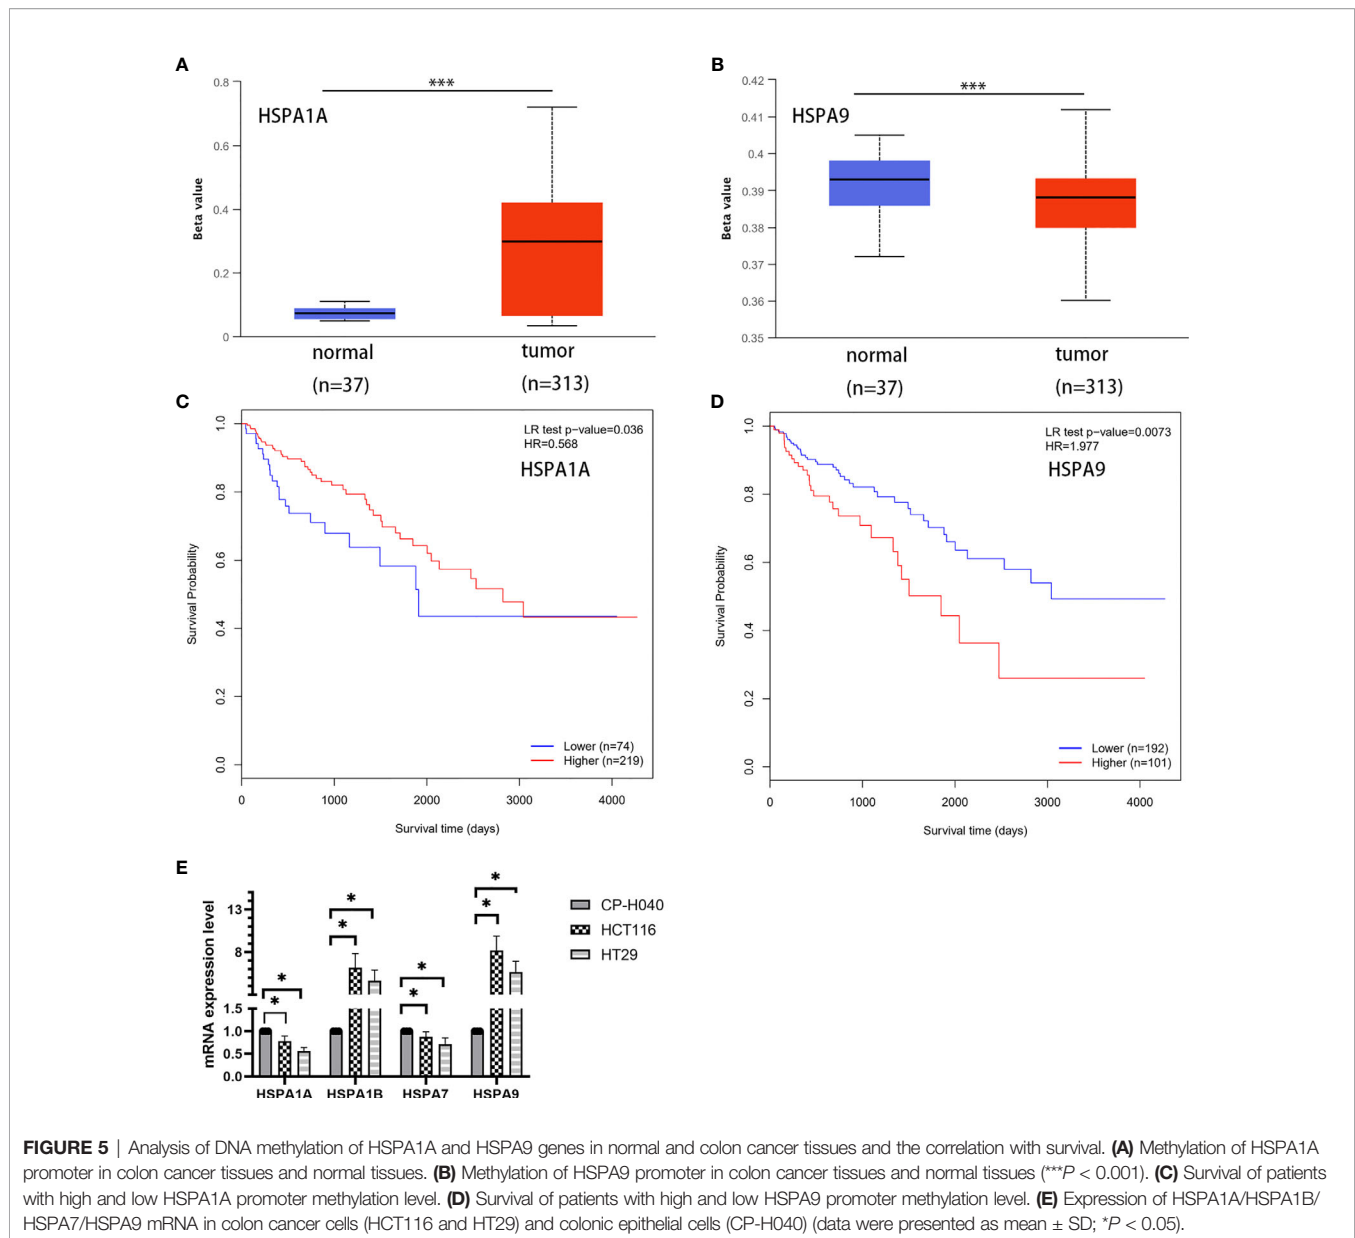 A
0.8
0.6
0.4
0.2
0
Beta value
HSPA1A
***
normal
tumor
(n=37)
(n=313)
B
0.42
0.41
0.4
0.39
0.38
0.37
0.36
0.35
Beta value
HSPA9
***
normal
tumor
(n=37)
(n=313)
C
LR test p-value=0.036
HR=0.568
HSPA1A
1.0
0.8
0.6
0.4
0.2
0.0
Survival Probability
Lower (n=74)
Higher (n=219)
0 1000 2000 3000 4000
Survival time (days)
D
LR test p-value=0.0073
HR=1.977
HSPA9
1.0
0.8
0.6
0.4
0.2
0.0
Survival Probability
Lower (n=192)
Higher (n=101)
0 1000 2000 3000 4000
Survival time (days)
E
mRNA expression level
13
8
1.5
1.0
0.5
0.0
* * * * * * * *
HSPA1A HSPA1B HSPA7 HSPA9
CP-H040
HCT116
HT29
FIGURE 5 | Analysis of DNA methylation of HSPA1A and HSPA9 genes in normal and colon cancer tissues and the correlation with survival. (A) Methylation of HSPA1A
promoter in colon cancer tissues and normal tissues. (B) Methylation of HSPA9 promoter in colon cancer tissues and normal tissues (***P < 0.001). (C) Survival of patients
with high and low HSPA1A promoter methylation level. (D) Survival of patients with high and low HSPA9 promoter methylation level. (E) Expression of HSPA1A/HSPA1B/
HSPA7/HSPA9 mRNA in colon cancer cells (HCT116 and HT29) and colonic epithelial cells (CP-H040) (data were presented as mean ± SD; *P < 0.05).